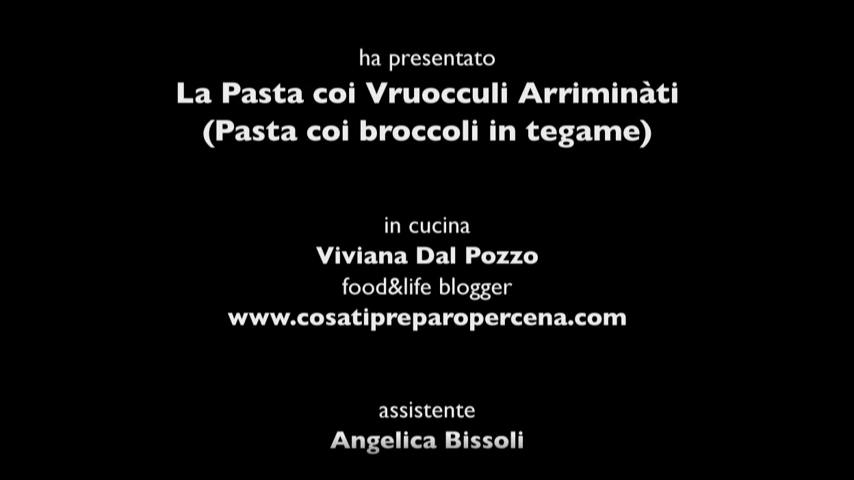 ha presentato
La Pasta coi Vruocculi Arriminàti
(Pasta coi broccoli in tegame)
in cucina
Viviana Dal Pozzo
food&life blogger
www.cosatipreparopercena.com
assistente
Angelica Bissoli